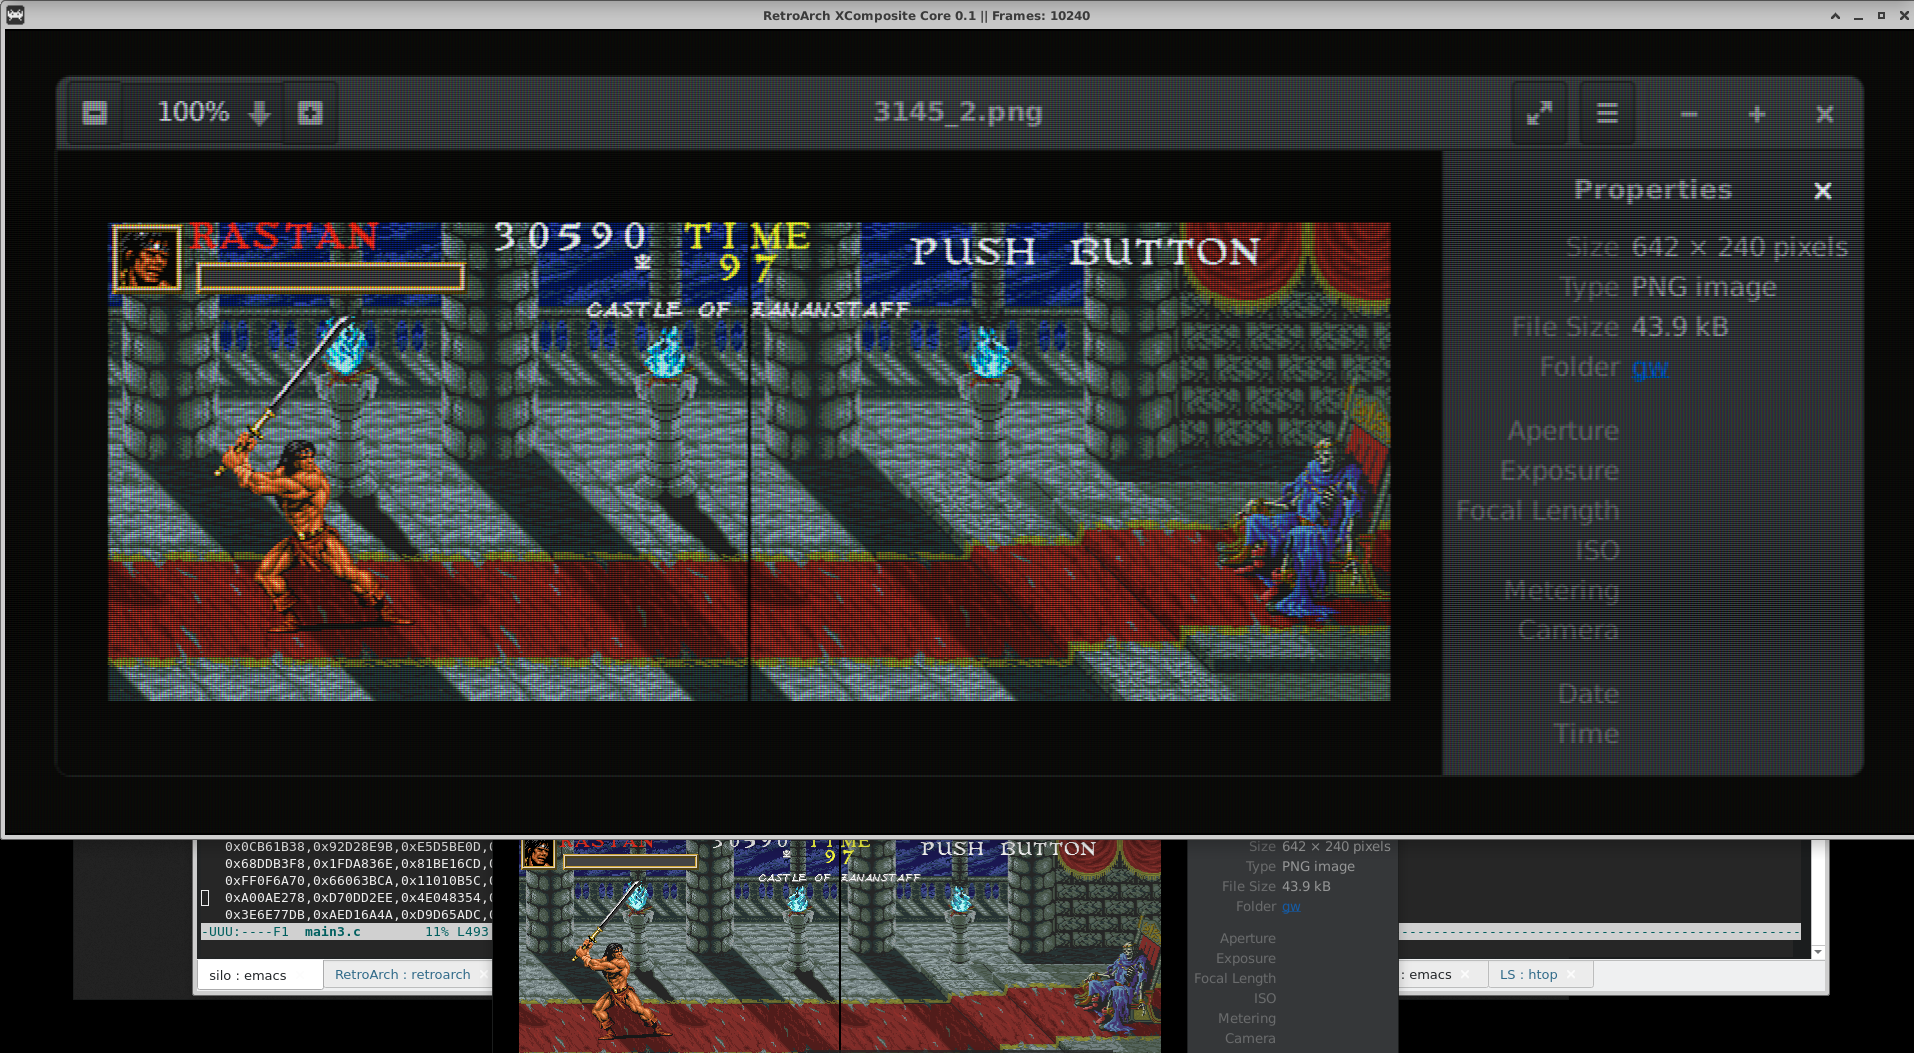 RetroArch XComposite Core 0.1 || Frames: 10240
100%
3145_2.png
Properties
Size 642 × 240 pixels
Type PNG image
File Size 43.9 kB
Folder gw
Aperture
Exposure
Focal Length
ISO
Metering
Camera
Date
Time
RASTAN 30590 TIME
97
PUSH BUTTON
CASTLE OF ZANANSTAFF
0x0CB61B38,0x92D28E9B,0xE5D5BE0D,0
0x68DDB3F8,0x1FDA836E,0x81BE16CD,0
0xFF0F6A70,0x66063BCA,0x11010B5C,0
0xA00AE278,0xD70DD2EE,0x4E048354,0
0x3E6E77DB,0xAED16A4A,0xD9D65ADC,0
-UUU:----F1 main3.c 11% L493
silo : emacs
RetroArch : retroarch
RASTAN 30590 TIME
97
PUSH BUTTON
CASTLE OF ZANANSTAFF
Size 642 × 240 pixels
Type PNG image
File Size 43.9 kB
Folder gw
Aperture
Exposure
Focal Length
ISO
Metering
Camera
: emacs
LS : htop